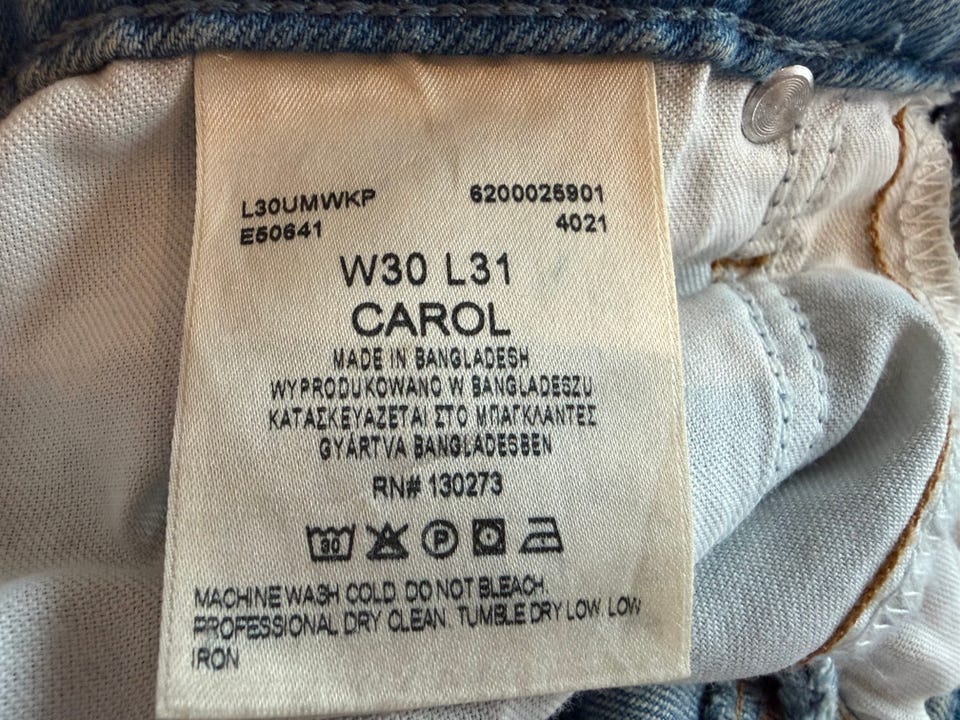 L30UMWKP 6200025901
E50641 4021
W30 L31
CAROL
MADE IN BANGLADESH
WYPRODUKOWANO W BANGLADESZU
ΚΑΤΑΣΚΕΥΑΖΕΤΑΙ ΣΤΟ ΜΠΑΓΚΛΑΝΤΕΣ
GYÁRTVA BANGLADESBEN
RN# 130273
30 P
MACHINE WASH COLD. DO NOT BLEACH.
PROFESSIONAL DRY CLEAN. TUMBLE DRY LOW. LOW
IRON